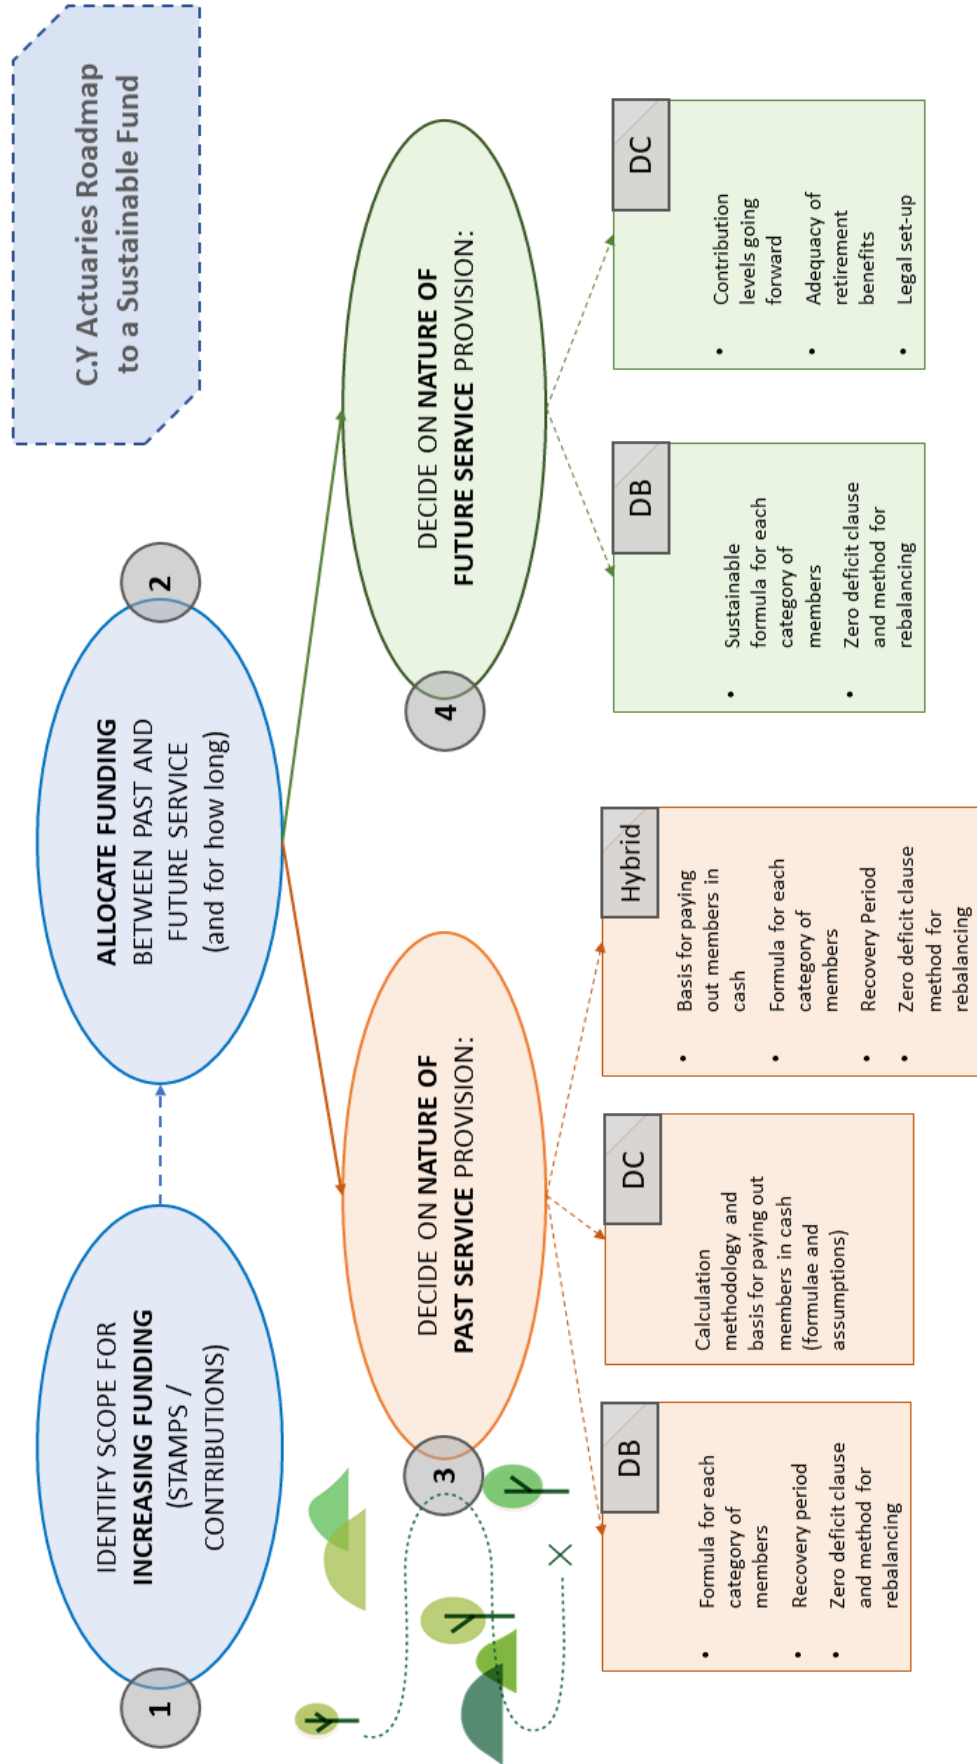 C.Y Actuaries Roadmap
to a Sustainable Fund
1
IDENTIFY SCOPE FOR
INCREASING FUNDING
(STAMPS /
CONTRIBUTIONS)
2
ALLOCATE FUNDING
BETWEEN PAST AND
FUTURE SERVICE
(and for how long)
3
DECIDE ON NATURE OF
PAST SERVICE PROVISION:
4
DECIDE ON NATURE OF
FUTURE SERVICE PROVISION:
DB
• Formula for each
category of
members
• Recovery period
• Zero deficit clause
and method for
rebalancing
DC
Calculation
methodology and
basis for paying out
members in cash
(formulae and
assumptions)
Hybrid
• Basis for paying
out members in
cash
• Formula for each
category of
members
• Recovery Period
• Zero deficit clause
method for
rebalancing
DB
• Sustainable
formula for each
category of
members
• Zero deficit clause
and method for
rebalancing
DC
• Contribution
levels going
forward
• Adequacy of
retirement
benefits
• Legal set-up